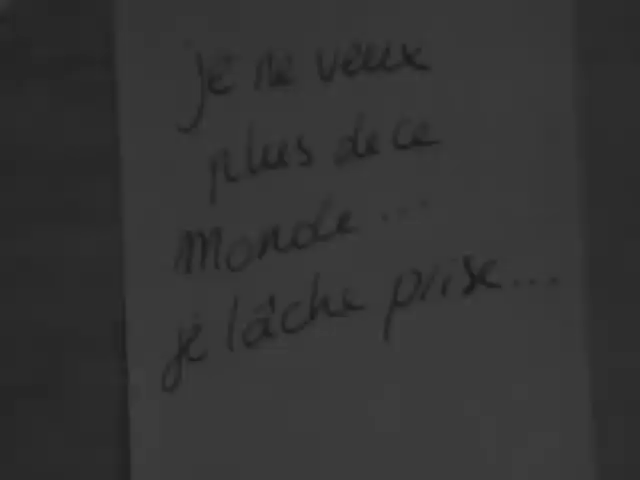 je ne veux
plus de ce
Monde...
je lâche prise...